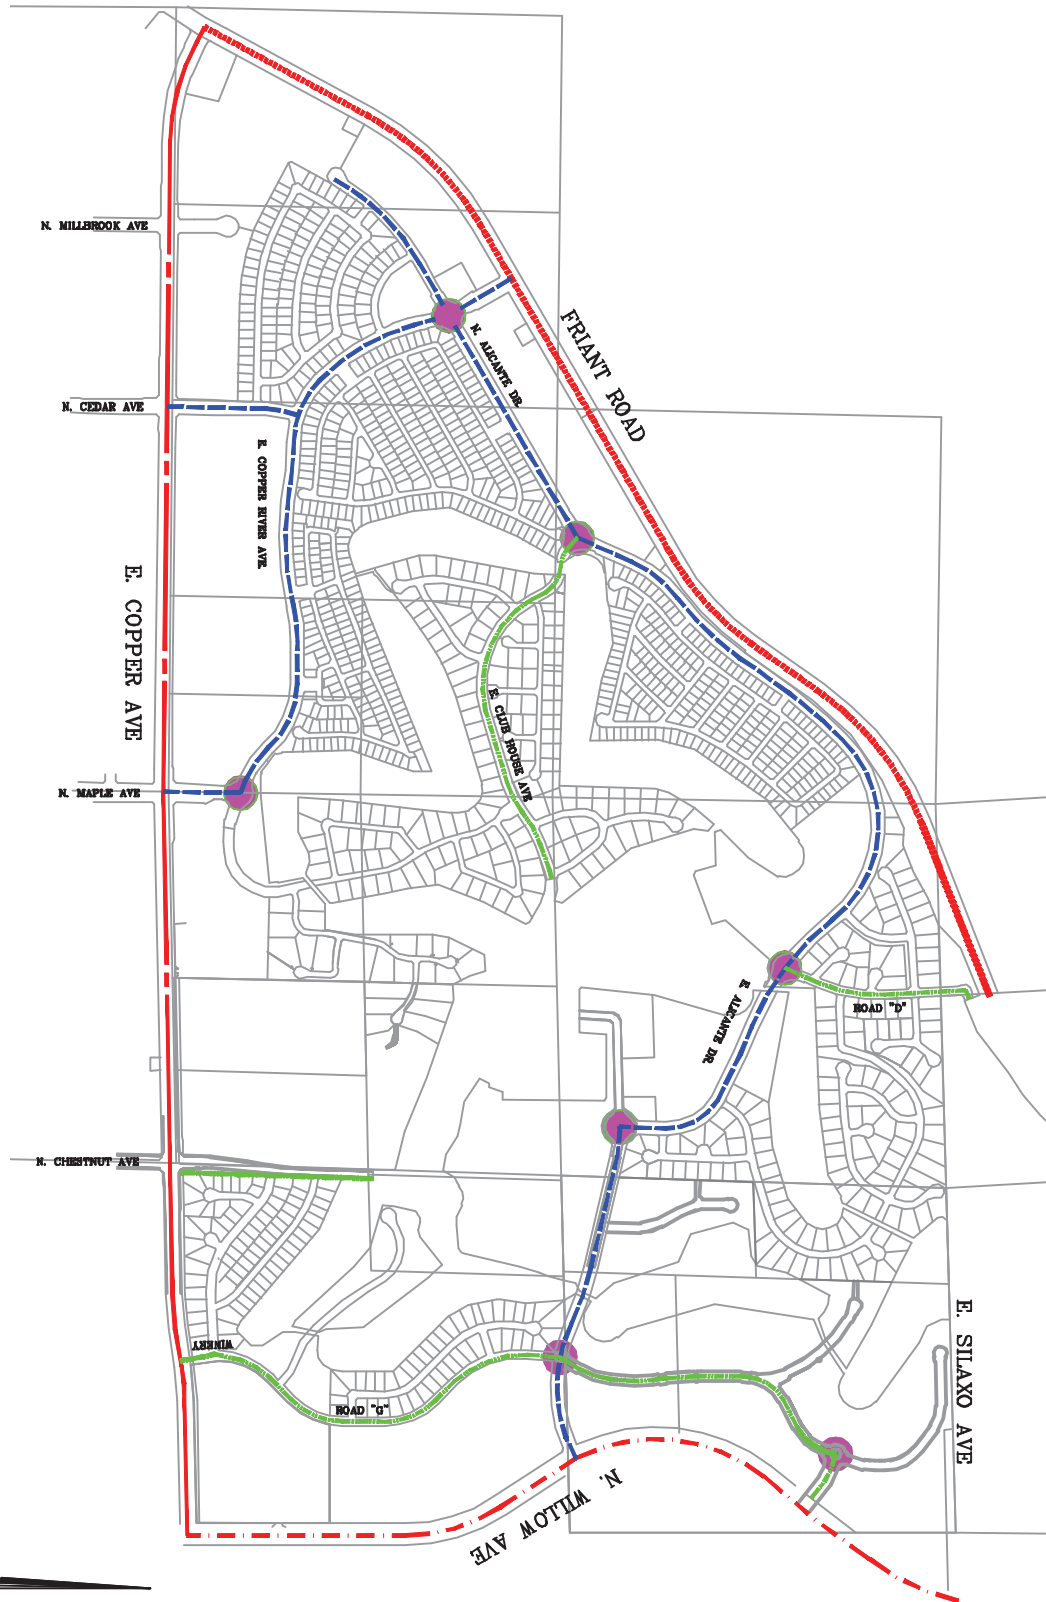 N. MILLBROOK AVE
FRIANT ROAD
N. ALICANTE DR.
N. CEDAR AVE
E. COPPER RIVER AVE.
E. COPPER AVE
E. CLUB HOUSE AVE
N. MAPLE AVE
E. ALICANTE DR.
ROAD "D"
N. CHESTNUT AVE
WINERY
E. SILAXO AVE
ROAD "G"
N. WILLOW AVE